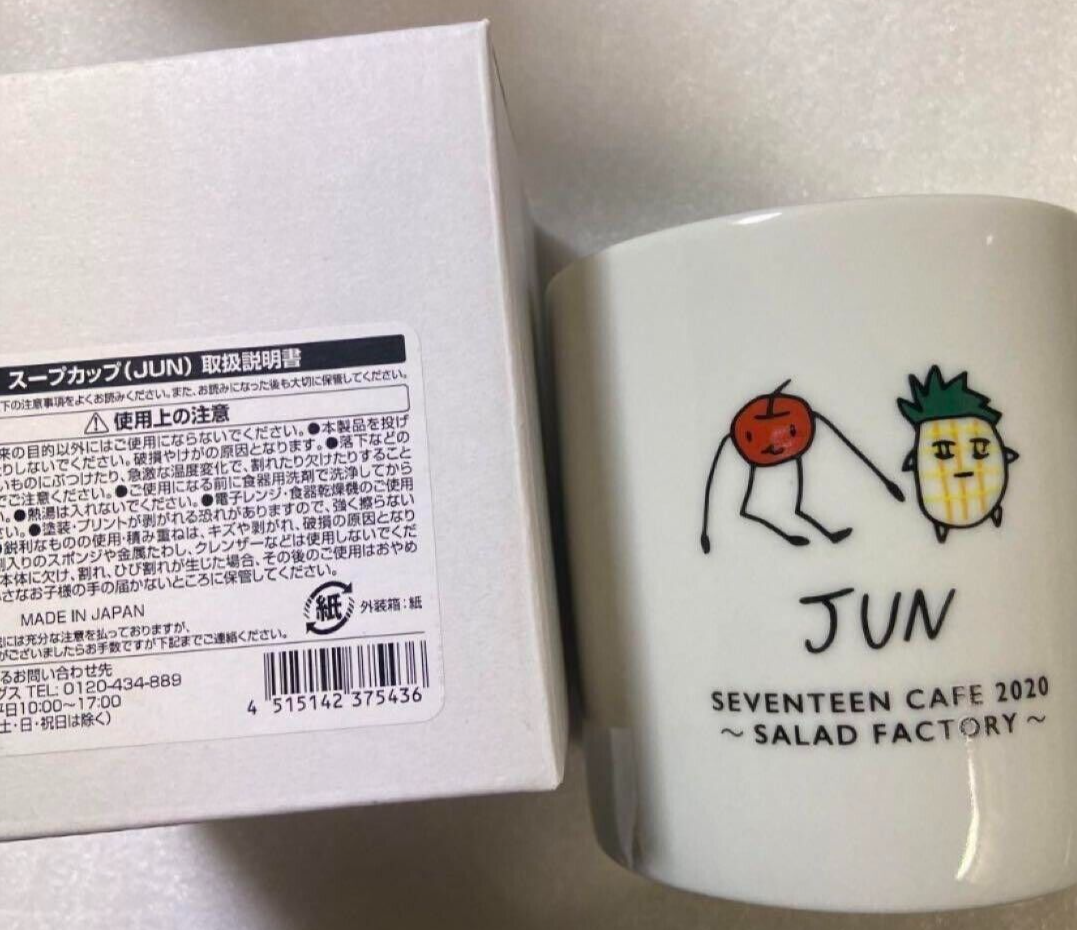 スープカップ(JUN) 取扱説明書
下の注意事項をよくお読みください。また、お読みになった後も大切に保管してください。
⚠ 使用上の注意
来の目的以外にはご使用にならないでください。●本製品を投げ
たりしないでください。破損やけがの原因となります。●落下などの
いものにぶつけたり、急激な温度変化で、割れたり欠けたりすること
でご注意ください。●ご使用になる前に食器用洗剤で洗浄してから
い。●熱湯は入れないでください。●電子レンジ・食器乾燥機のご使用
さい。●塗装・プリントが剥がれる恐れがありますので、強く擦らない
●鋭利なものの使用・積み重ねは、キズや剥がれ、破損の原因となり
剤入りのスポンジや金属たわし、クレンザーなどは使用しないでくだ
本体に欠け、割れ、ひび割れが生じた場合、その後のご使用はおやめ
さなお子様の手の届かないところに保管してください。
MADE IN JAPAN
紙 外装箱:紙
には充分な注意を払っておりますが、
がございましたらお手数ですが下記までご連絡ください。
るお問い合わせ先
グス TEL: 0120-434-889
日10:00〜17:00
土・日・祝日は除く)
4 515142 375436
JUN
SEVENTEEN CAFE 2020
～ SALAD FACTORY ～